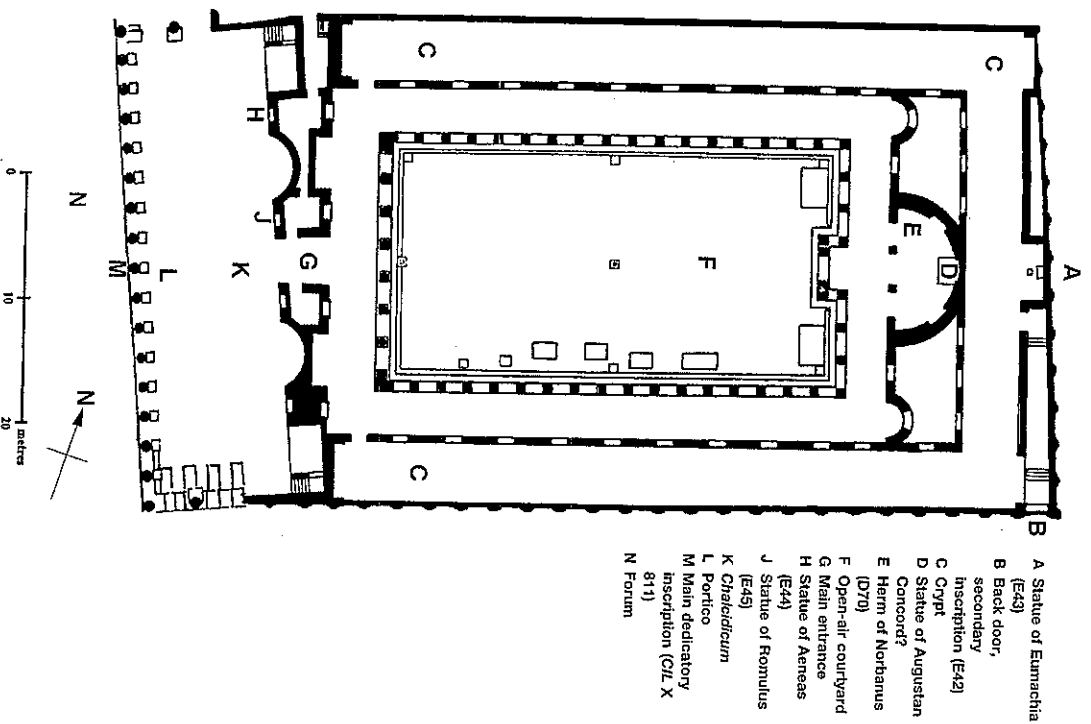 C
C
H
J
G
K
L
M
N
F
E
D
A
C
B
0
10
20
metres
N
A Statue of Eumachia
(E43)
B Back door,
secondary
inscription (E42)
C Crypt
D Statue of Augustan
Concord?
E Herm of Norbanus
(D70)
F Open-air courtyard
G Main entrance
H Statue of Aeneas
(E44)
J Statue of Romulus
(E45)
K Chalcidicum
L Portico
M Main dedicatory
inscription (CIL X
811)
N Forum